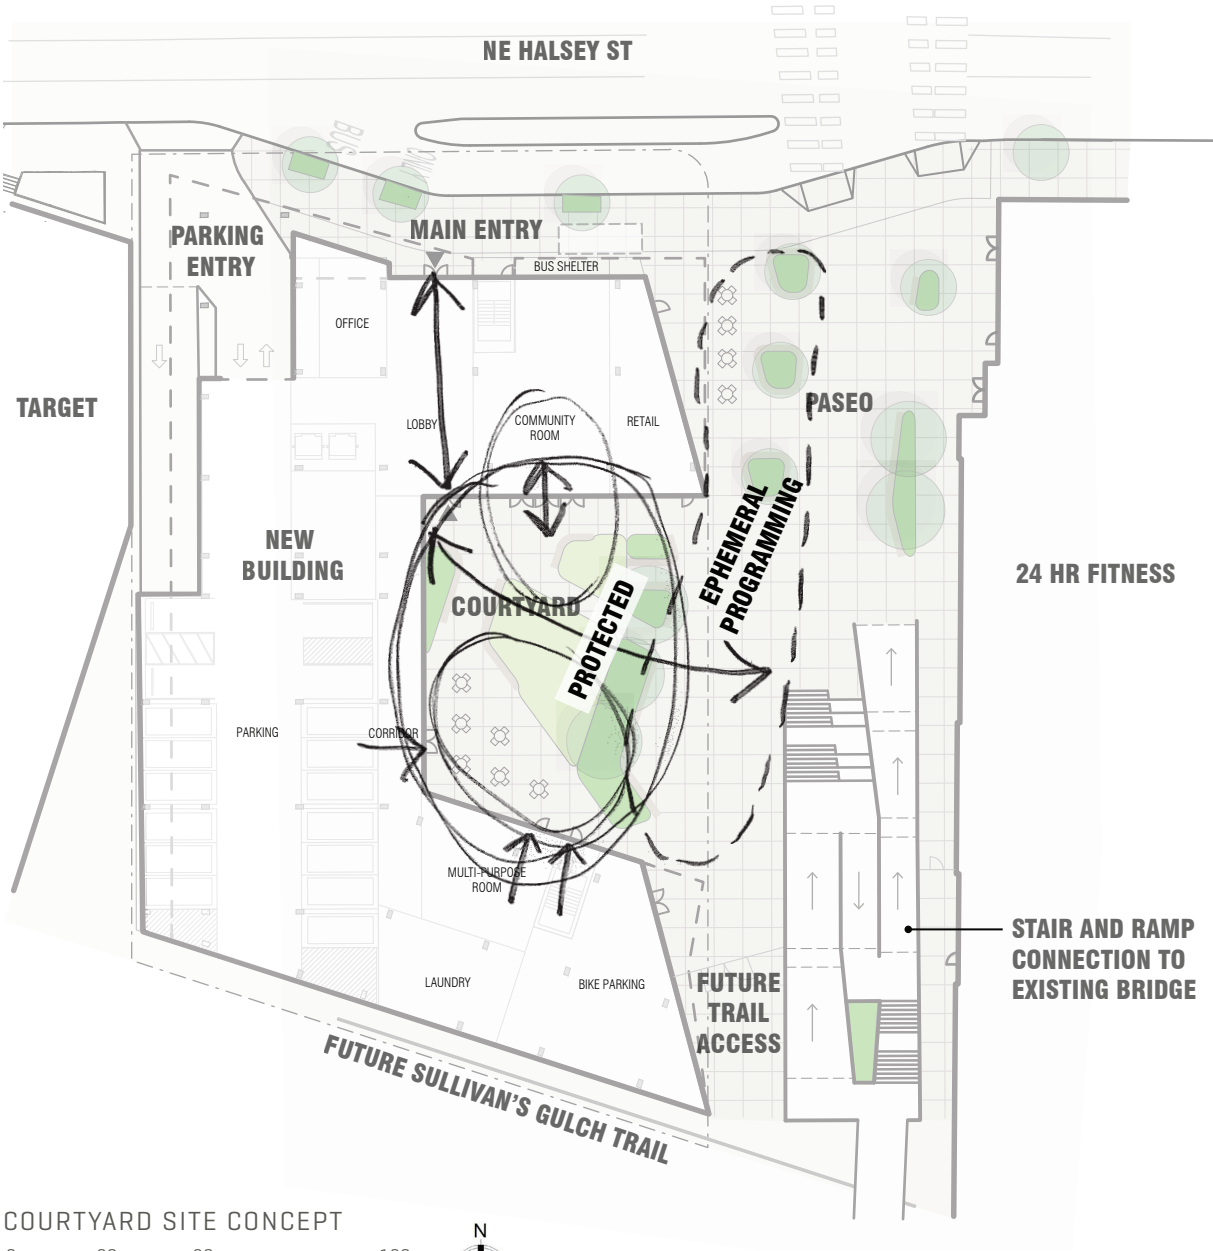 NE HALSEY ST
BUS
MAIN ENTRY
PARKING
ENTRY
BUS SHELTER
OFFICE
TARGET
LOBBY
COMMUNITY
ROOM
RETAIL
PASEO
NEW
BUILDING
EPHEMERAL
PROGRAMMING
24 HR FITNESS
COURTYARD
PROTECTED
PARKING
CORRIDOR
MULTI-PURPOSE
ROOM
LAUNDRY
BIKE PARKING
FUTURE
TRAIL
ACCESS
STAIR AND RAMP
CONNECTION TO
EXISTING BRIDGE
FUTURE SULLIVAN'S GULCH TRAIL
COURTYARD SITE CONCEPT
N